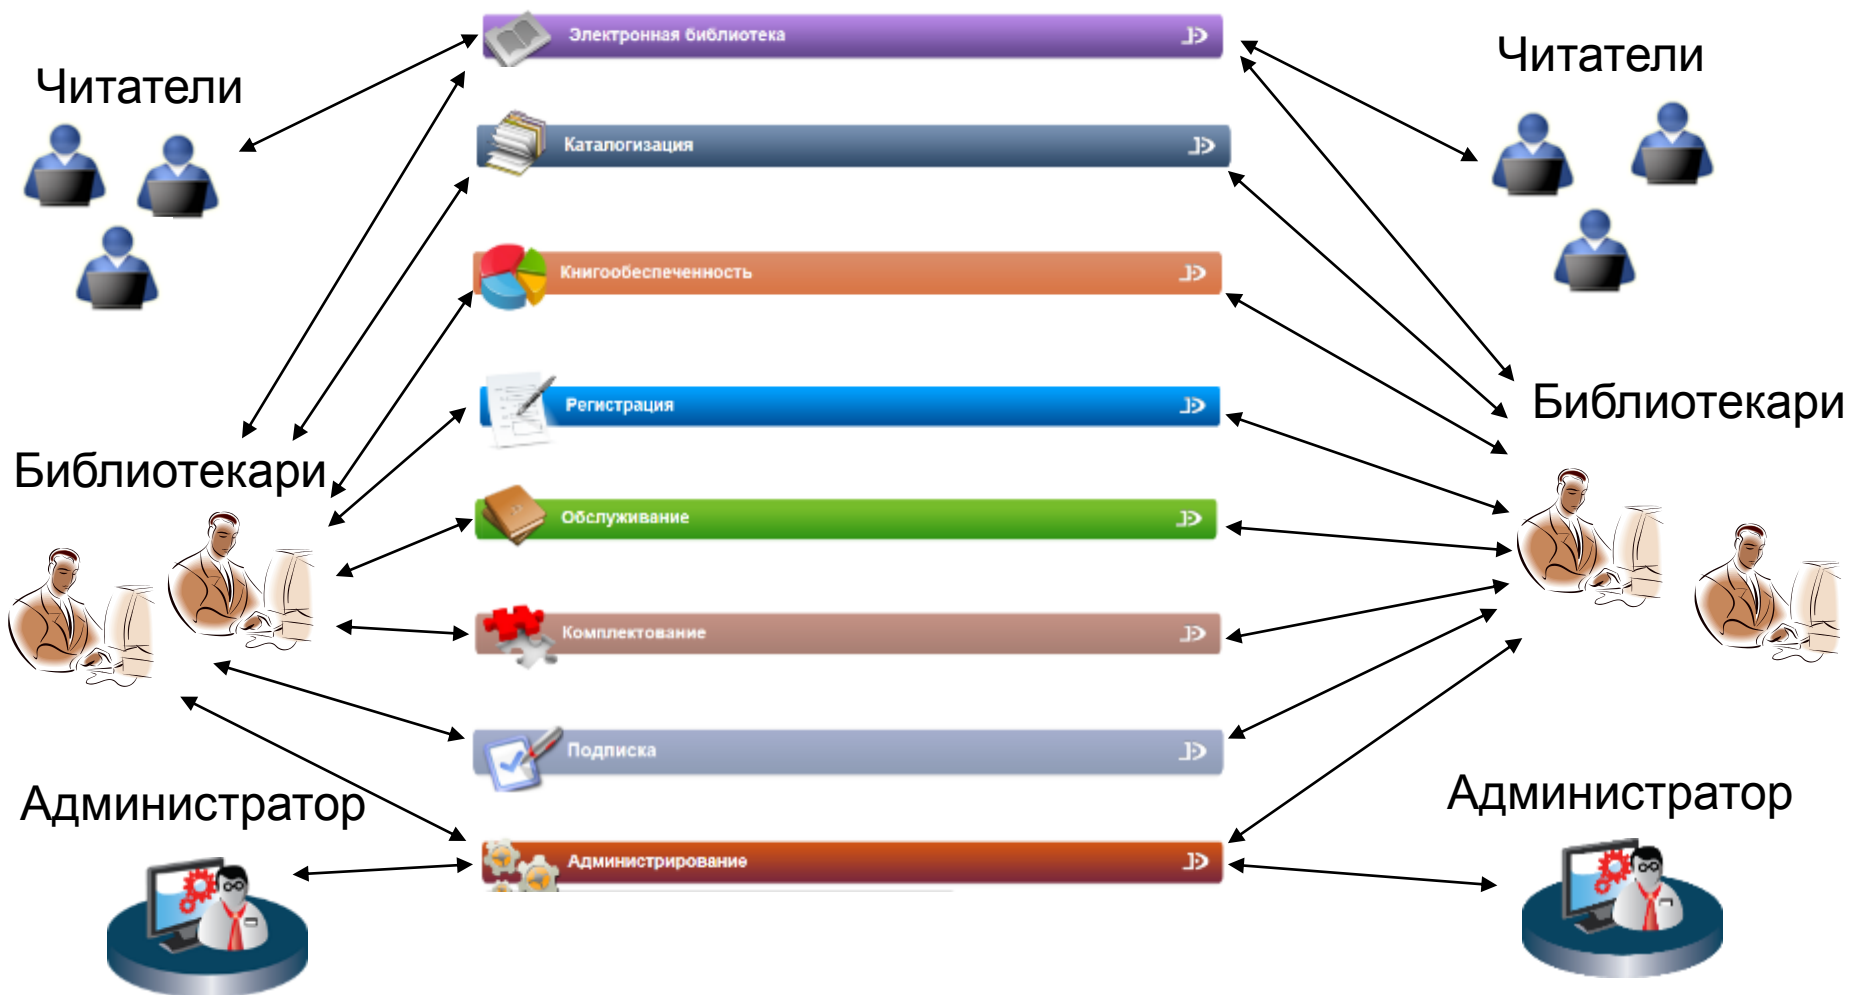 Читатели
Электронная библиотека
Читатели
Каталогизация
Книгообеспеченность
Регистрация
Библиотекари
Библиотекари
Обслуживание
Комплектование
Подписка
Администратор
Администратор
Администрирование